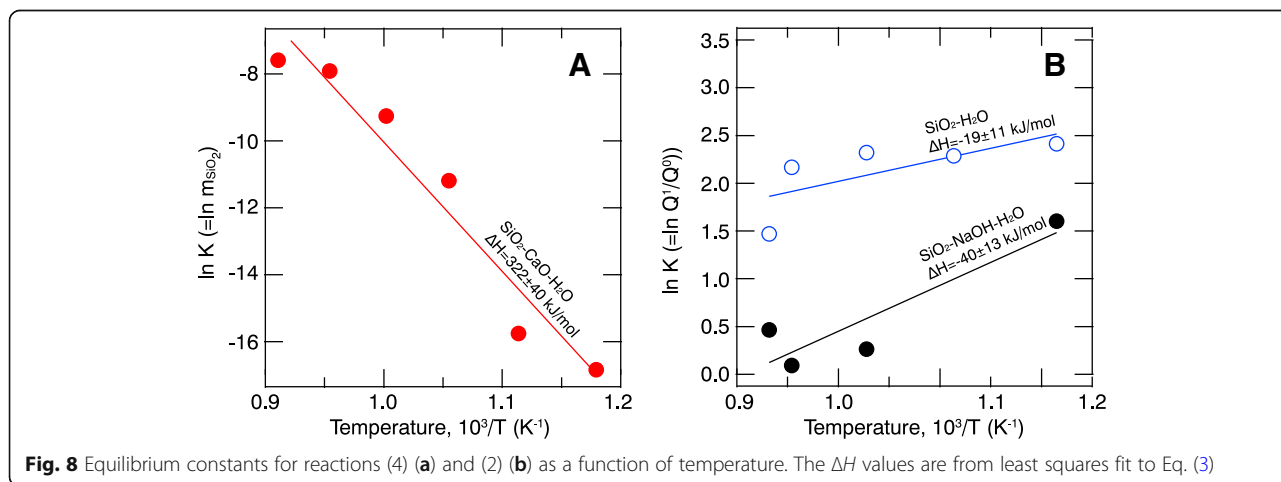 A
ln K (=ln mSiO2)
-8
-10
-12
-14
-16
SiO2-CaO-H2O
ΔH=322±40 kJ/mol
0.9
1.0
1.1
1.2
Temperature, 10³/T (K⁻¹)
B
ln K (=ln Q¹/Q⁰))
3.5
3.0
2.5
2.0
1.5
1.0
0.5
0.0
SiO2-H2O
ΔH=-19±11 kJ/mol
SiO2-NaOH-H2O
ΔH=-40±13 kJ/mol
0.9
1.0
1.1
1.2
Temperature, 10³/T (K⁻¹)
Fig. 8 Equilibrium constants for reactions (4) (a) and (2) (b) as a function of temperature. The ΔH values are from least squares fit to Eq. (3)